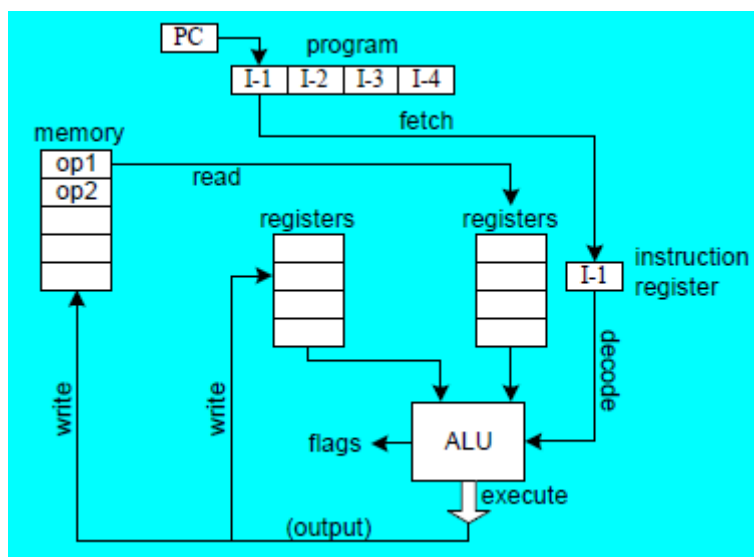 PC
program
I-1 I-2 I-3 I-4
fetch
memory
op1
read
op2
registers
registers
instruction
register
I-1
decode
write
write
flags
ALU
execute
(output)